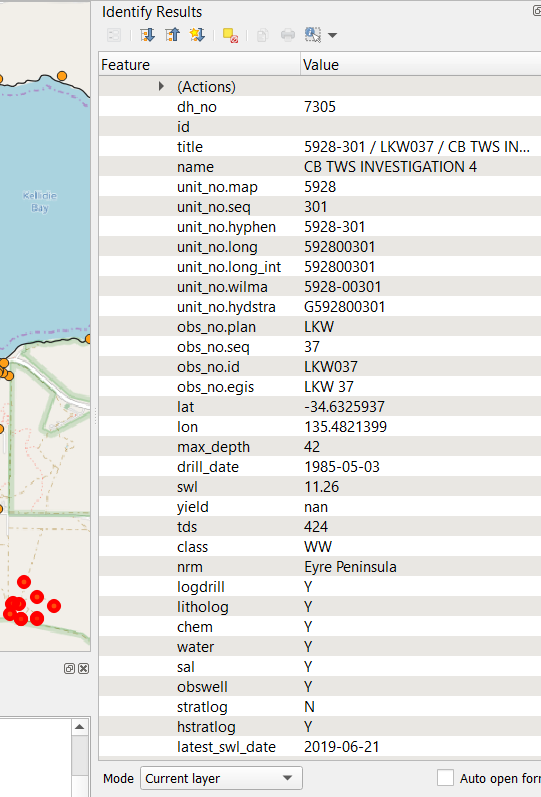 Identify Results
Feature Value
(Actions)
dh_no 7305
id
title 5928-301 / LKW037 / CB TWS IN...
name CB TWS INVESTIGATION 4
unit_no.map 5928
unit_no.seq 301
unit_no.hyphen 5928-301
unit_no.long 592800301
unit_no.long_int 592800301
unit_no.wilma 5928-00301
unit_no.hydstra G592800301
obs_no.plan LKW
obs_no.seq 37
obs_no.id LKW037
obs_no.egis LKW 37
lat -34.6325937
lon 135.4821399
max_depth 42
drill_date 1985-05-03
swl 11.26
yield nan
tds 424
class WW
nrm Eyre Peninsula
logdrill Y
litholog Y
chem Y
water Y
sal Y
obswell Y
stratlog N
hstratlog Y
latest_swl_date 2019-06-21
Mode Current layer Auto open for
Kellidie
Bay